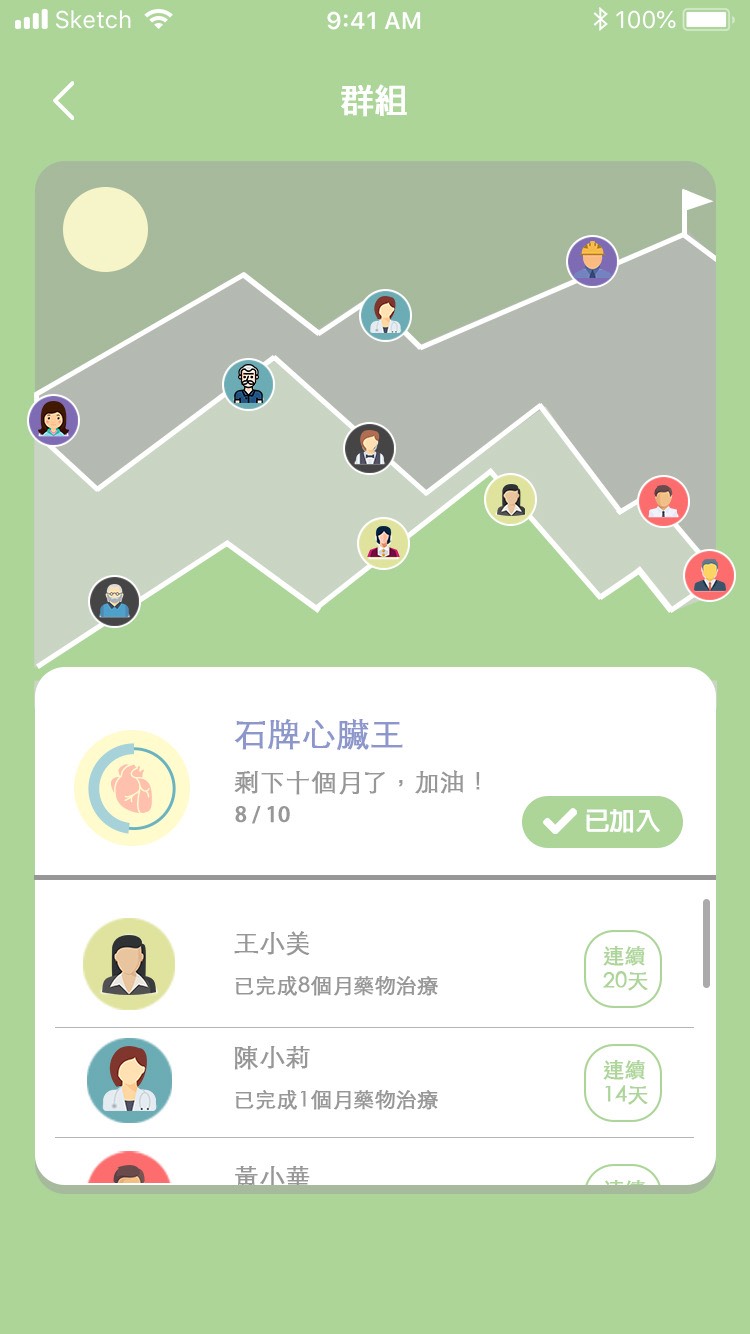 Sketch 9:41 AM 100%
群組
石牌心臟王
剩下十個月了，加油！
8 / 10
已加入
王小美
已完成8個月藥物治療
連續
20天
陳小莉
已完成1個月藥物治療
連續
14天
黃小華
連續